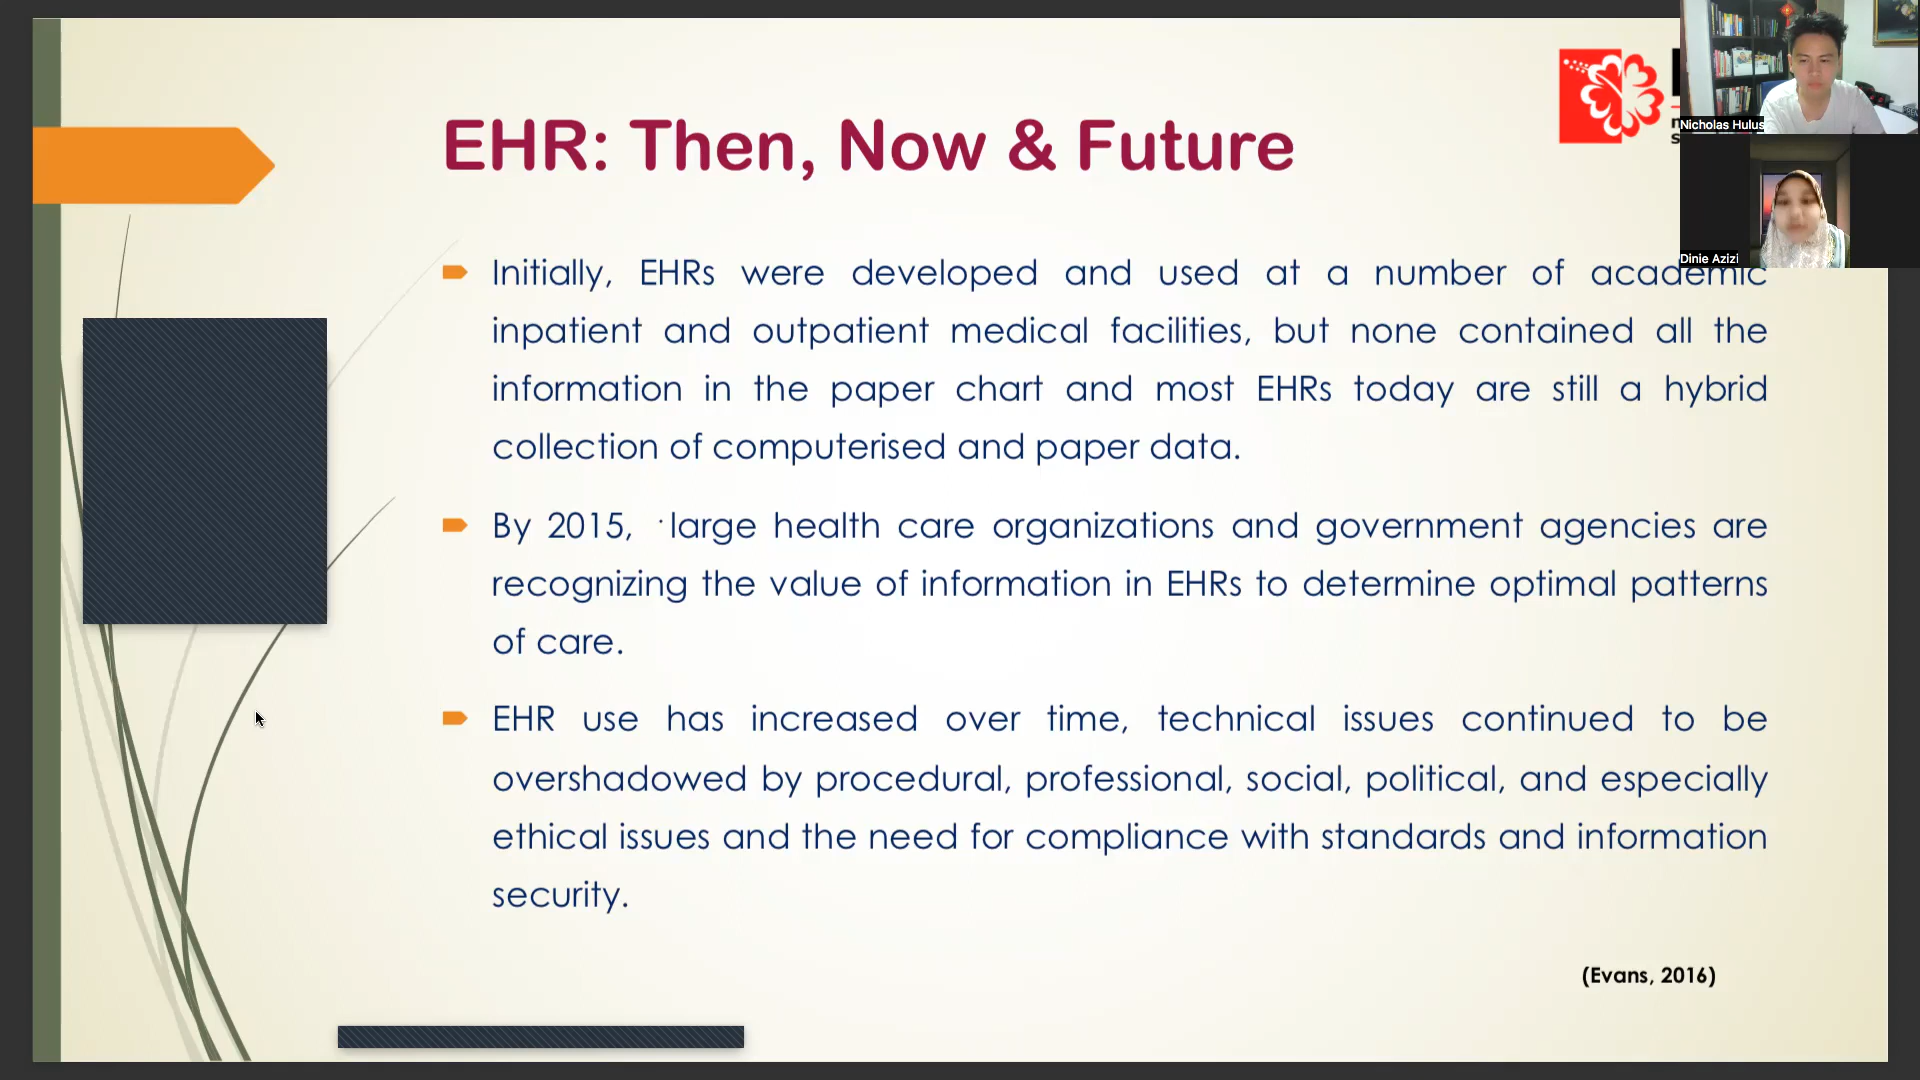 EHR: Then, Now & Future
Nicholas Hulus
Dinie Azizi
Initially, EHRs were developed and used at a number of academic
inpatient and outpatient medical facilities, but none contained all the
information in the paper chart and most EHRs today are still a hybrid
collection of computerised and paper data.
By 2015, large health care organizations and government agencies are
recognizing the value of information in EHRs to determine optimal patterns
of care.
EHR use has increased over time, technical issues continued to be
overshadowed by procedural, professional, social, political, and especially
ethical issues and the need for compliance with standards and information
security.
(Evans, 2016)